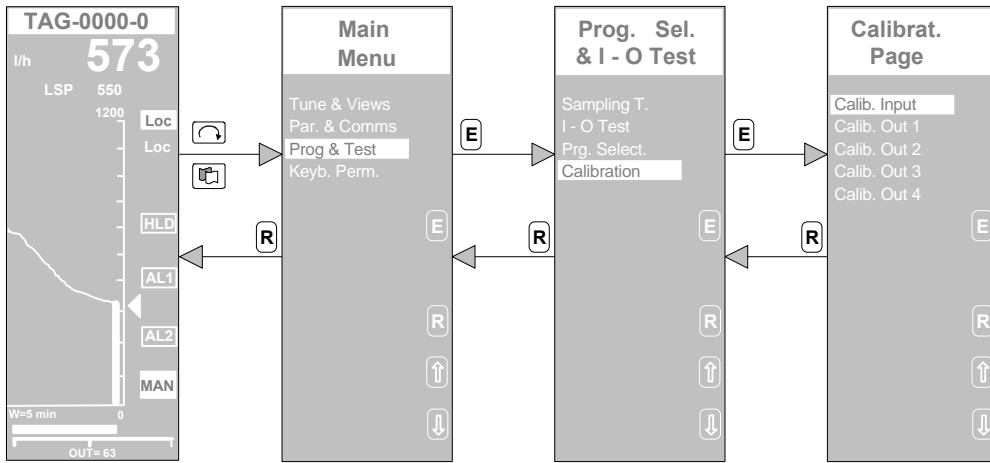 TAG-0000-0
l/h 573
LSP 550
1200
Loc
Loc
HLD
AL1
AL2
MAN
W=5 min 0
OUT= 63
E
R
Main
Menu
Tune & Views
Par. & Comms
Prog & Test
Keyb. Perm.
E
R
E
R
Prog. Sel.
& I - O Test
Sampling T.
I - O Test
Prg. Select.
Calibration
E
R
E
R
Calibrat.
Page
Calib. Input
Calib. Out 1
Calib. Out 2
Calib. Out 3
Calib. Out 4
E
R